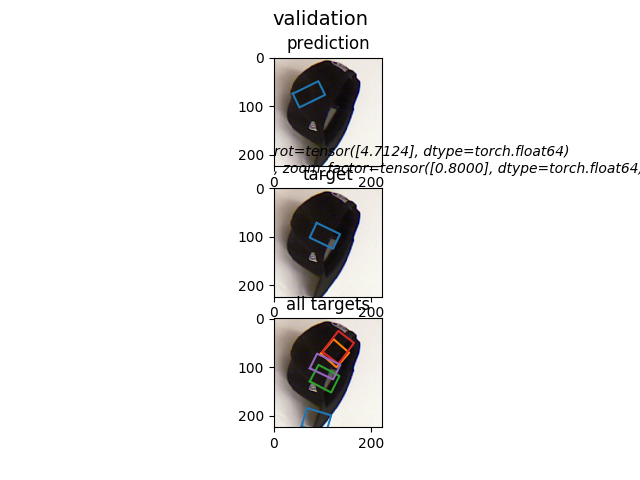 validation
prediction
0
100
200
0 200
rot=tensor([4.7124], dtype=torch.float64)
, zoom_factor=tensor([0.8000], dtype=torch.float64,
target
0
100
200
0 200
all targets
0
100
200
0 200